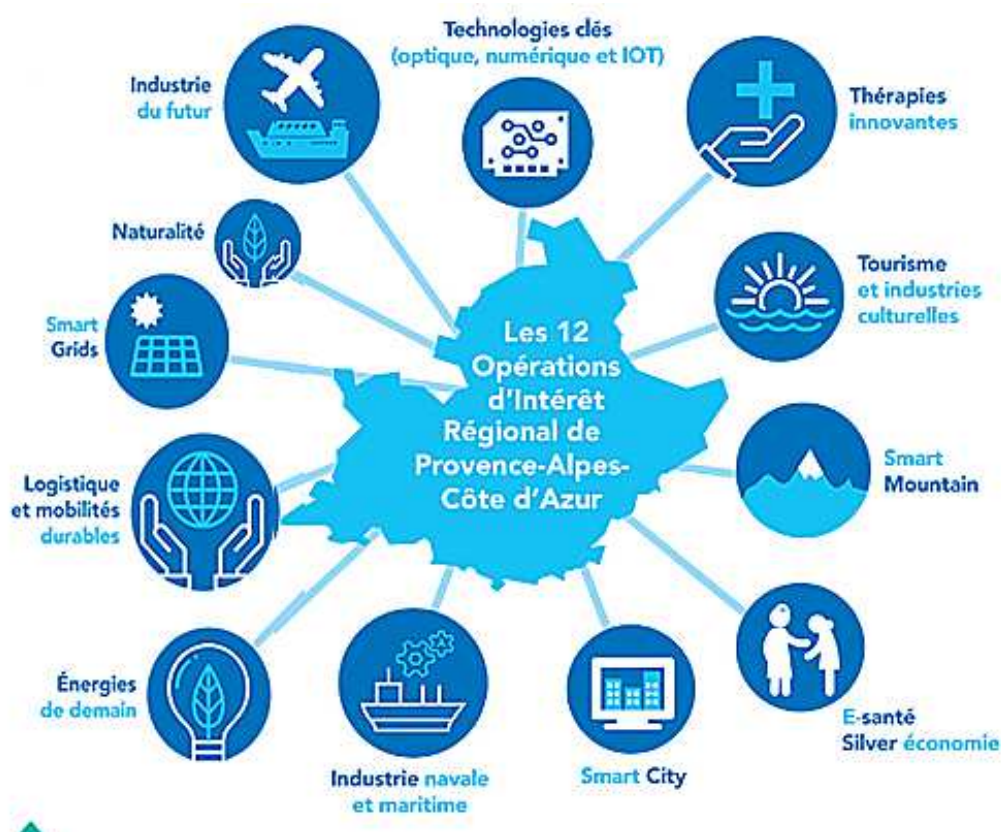 Technologies clés
(optique, numérique et IOT)
Industrie
du futur
Thérapies
innovantes
Naturalité
Tourisme
et industries
culturelles
Smart
Grids
Les 12
Opérations
d'Intérêt
Régional de
Provence-Alpes-
Côte d'Azur
Smart
Mountain
Logistique
et mobilités
durables
Énergies
de demain
E-santé
Silver économie
Industrie navale
et maritime
Smart City